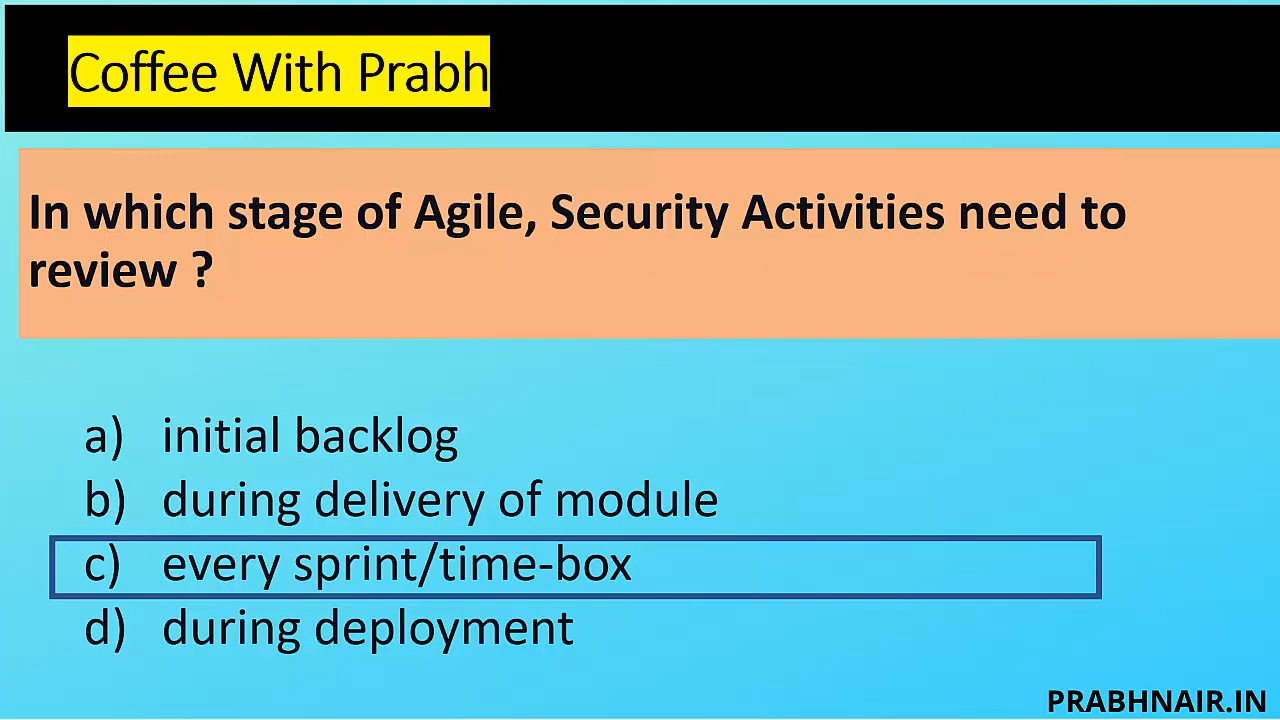 Coffee With Prabh
In which stage of Agile, Security Activities need to
review ?
a) initial backlog
b) during delivery of module
c) every sprint/time-box
d) during deployment
PRABHNAIR.IN